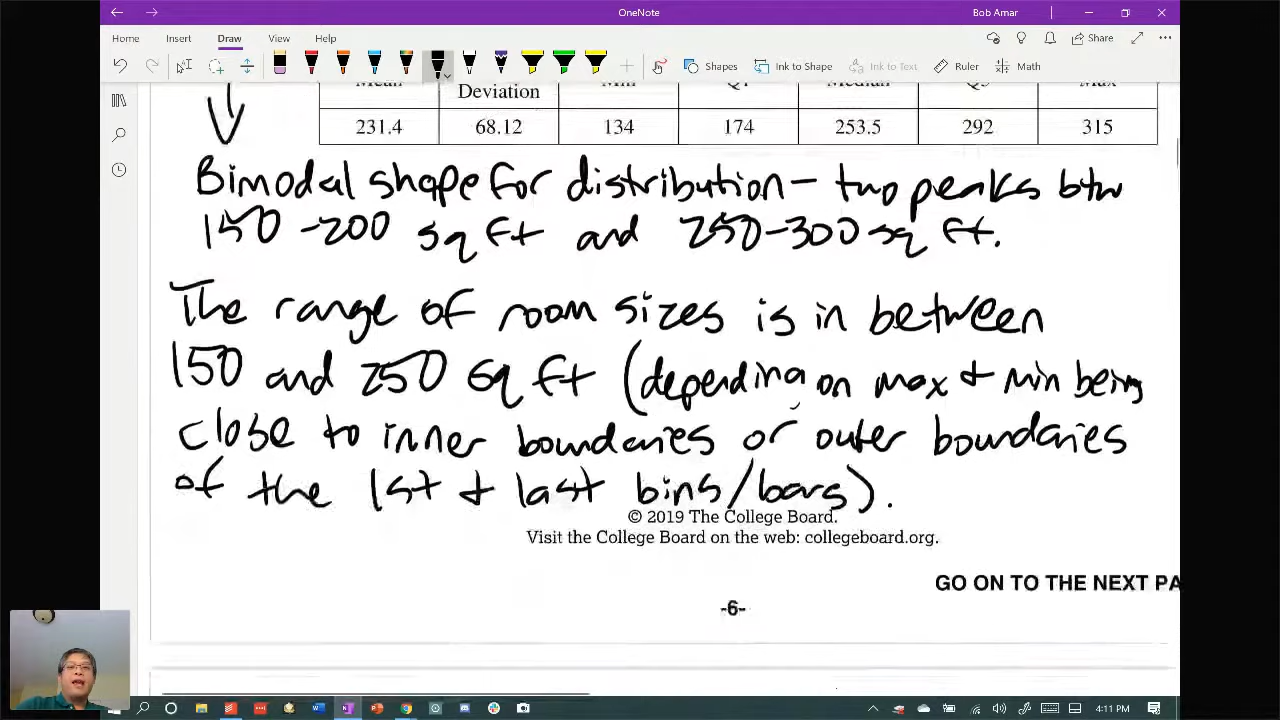 OneNote
Bob Amar
Home Insert Draw View Help
Share
Shapes Ink to Shape Ink to Text Ruler Math
Deviation
231.4 68.12 134 174 253.5 292 315
Bimodal shape for distribution - two peaks btw
150-200 sq ft and 250-300 sq ft.
The range of room sizes is in between
150 and 250 sq ft (depending on max + min being
close to inner boundaries or outer boundaries
of the 1st + last bins/bars).
© 2019 The College Board.
Visit the College Board on the web: collegeboard.org.
GO ON TO THE NEXT PA
-6-
4:11 PM